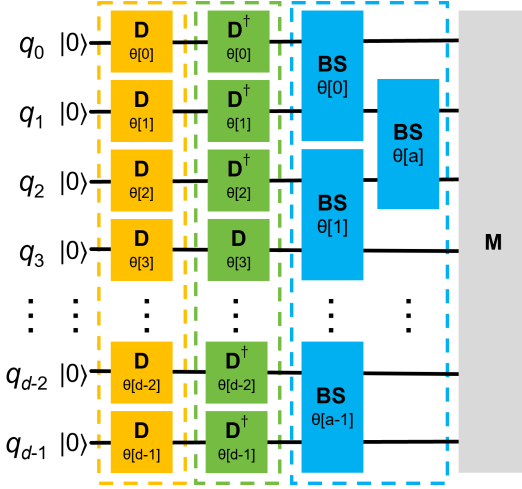 q0 |0⟩ D θ[0] D† θ[0] BS θ[0]
q1 |0⟩ D θ[1] D† θ[1] BS θ[a]
q2 |0⟩ D θ[2] D† θ[2] BS θ[1]
q3 |0⟩ D θ[3] D θ[3] M
⋮ ⋮ ⋮ ⋮ ⋮ ⋮
qd-2 |0⟩ D θ[d-2] D† θ[d-2] BS θ[a-1]
qd-1 |0⟩ D θ[d-1] D† θ[d-1]